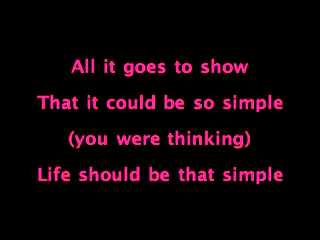 All it goes to show
That it could be so simple
(you were thinking)
Life should be that simple